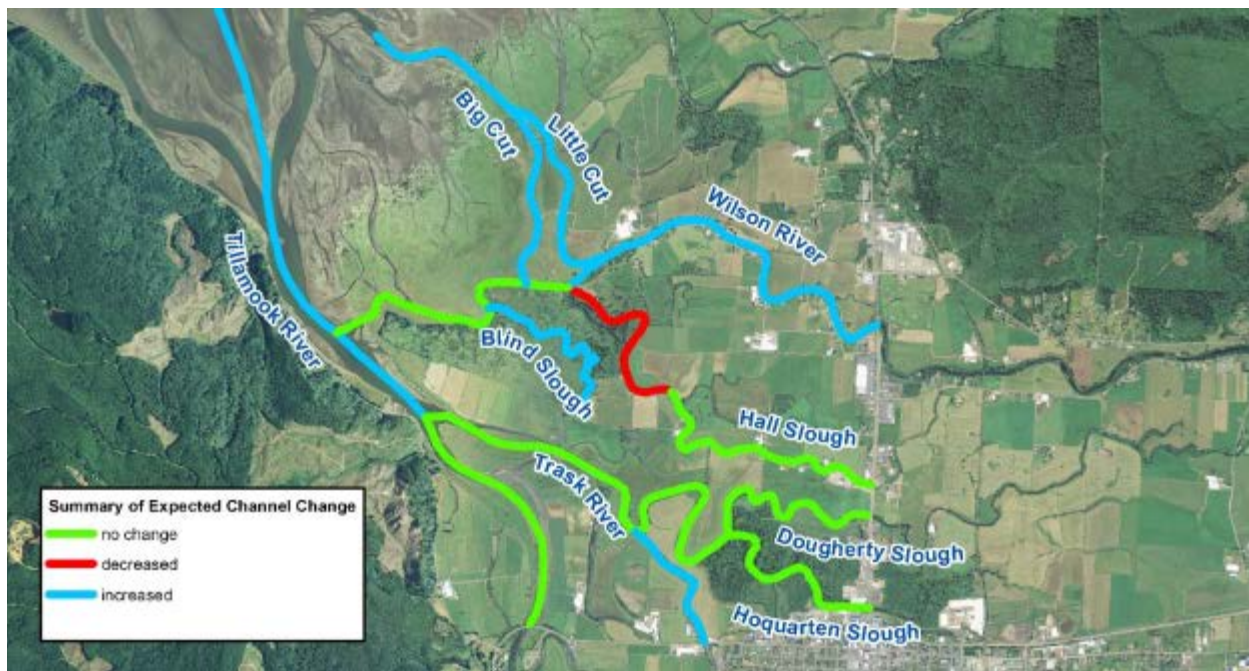 Big Cut
Little Cut
Wilson River
Tillamook River
Blind Slough
Hall Slough
Trask River
Dougherty Slough
Hoquarten Slough
Summary of Expected Channel Change
no change
decreased
increased